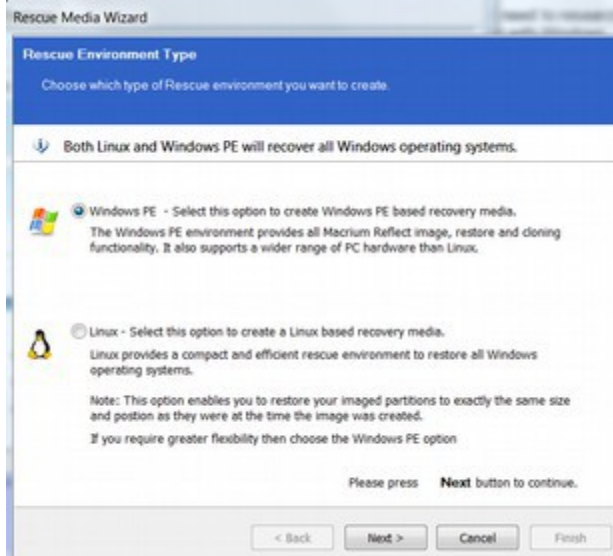 Rescue Media Wizard
Rescue Environment Type
Choose which type of Rescue environment you want to create.
Both Linux and Windows PE will recover all Windows operating systems.
Windows PE - Select this option to create Windows PE based recovery media.
The Windows PE environment provides all Macrium Reflect image, restore and cloning
functionality. It also supports a wider range of PC hardware than Linux.
Linux - Select this option to create a Linux based recovery media.
Linux provides a compact and efficient rescue environment to restore all Windows
operating systems.
Note: This option enables you to restore your imaged partitions to exactly the same size
and postion as they were at the time the image was created.
If you require greater flexibility then choose the Windows PE option
Please press Next button to continue.
< Back Next > Cancel Finish